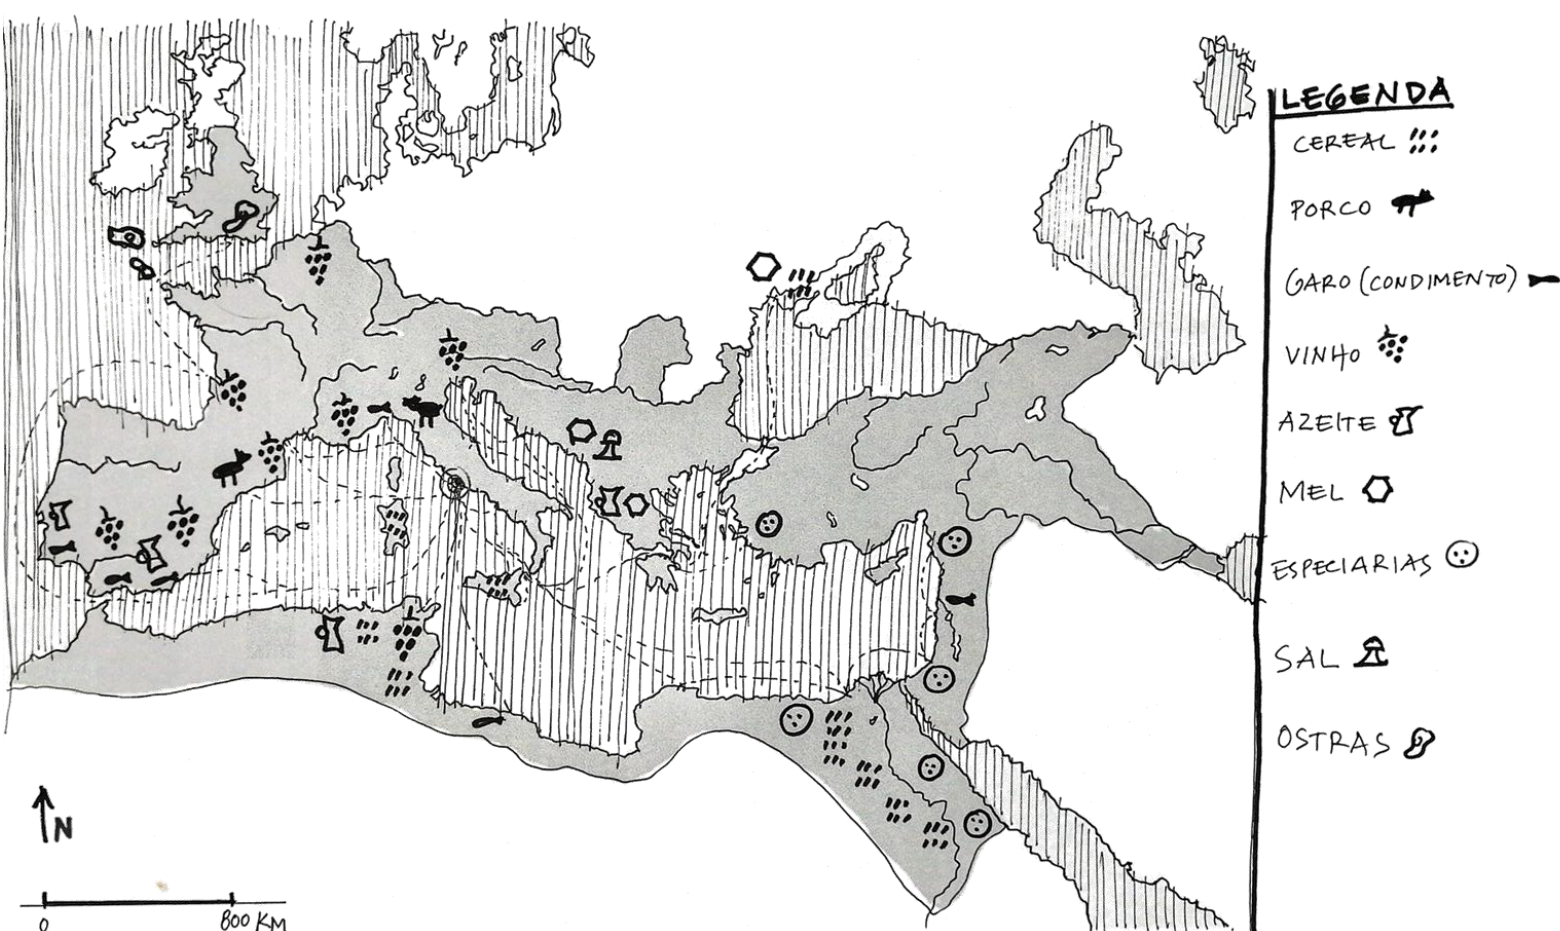 LEGENDA
CEREAL
PORCO
GARO (CONDIMENTO)
VINHO
AZEITE
MEL
ESPECIARIAS
SAL
OSTRAS
N
0 800 KM